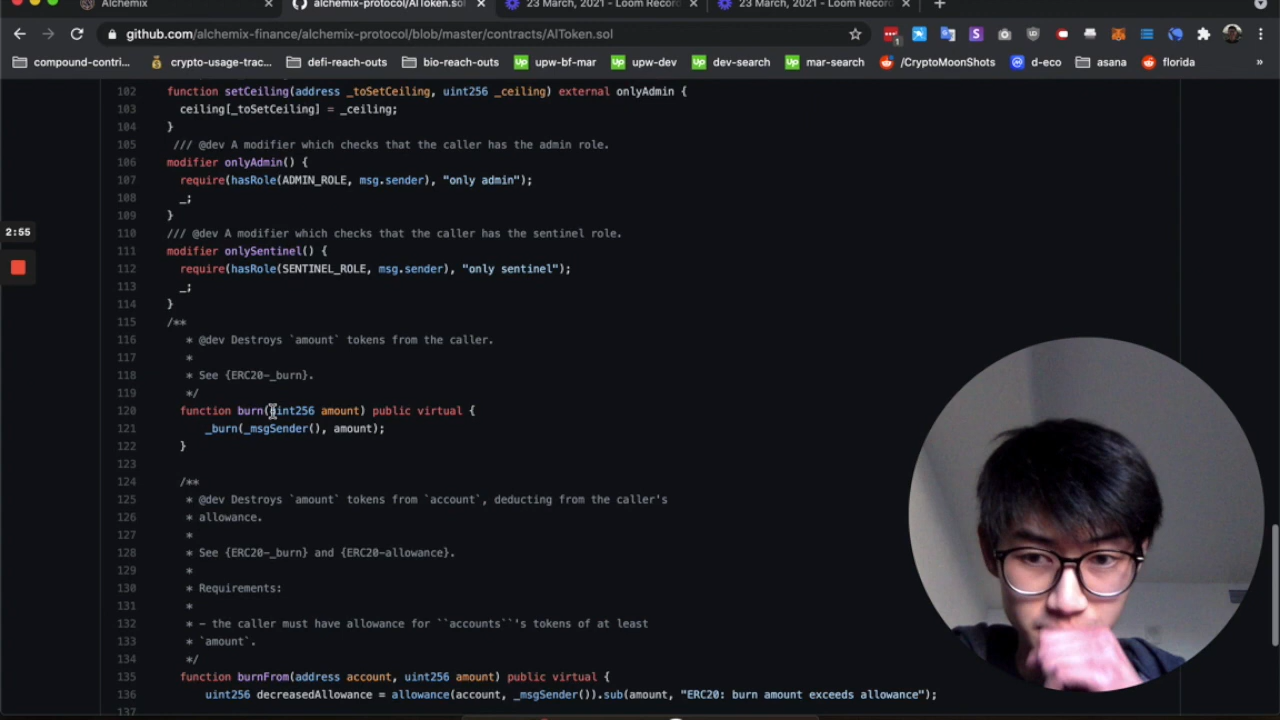 Alchemix
alchemix-protocol/AlToken.sol
23 March, 2021 - Loom Record
23 March, 2021 - Loom Record
github.com/alchemix-finance/alchemix-protocol/blob/master/contracts/AlToken.sol
1
compound-contri...
crypto-usage-trac...
defi-reach-outs
bio-reach-outs
Up upw-bf-mar
Up upw-dev
Up dev-search
Up mar-search
/CryptoMoonShots
d-eco
asana
florida
»
102 function setCeiling(address _toSetCeiling, uint256 _ceiling) external onlyAdmin {
103 ceiling[_toSetCeiling] = _ceiling;
104 }
105 /// @dev A modifier which checks that the caller has the admin role.
106 modifier onlyAdmin() {
107 require(hasRole(ADMIN_ROLE, msg.sender), "only admin");
108 _;
109 }
110 /// @dev A modifier which checks that the caller has the sentinel role.
111 modifier onlySentinel() {
112 require(hasRole(SENTINEL_ROLE, msg.sender), "only sentinel");
113 _;
114 }
115 /**
116 * @dev Destroys `amount` tokens from the caller.
117 *
118 * See {ERC20-_burn}.
119 */
120 function burn(uint256 amount) public virtual {
121 _burn(_msgSender(), amount);
122 }
123
124 /**
125 * @dev Destroys `amount` tokens from `account`, deducting from the caller's
126 * allowance.
127 *
128 * See {ERC20-_burn} and {ERC20-allowance}.
129 *
130 * Requirements:
131 *
132 * - the caller must have allowance for ``accounts``'s tokens of at least
133 * `amount`.
134 */
135 function burnFrom(address account, uint256 amount) public virtual {
136 uint256 decreasedAllowance = allowance(account, _msgSender()).sub(amount, "ERC20: burn amount exceeds allowance");
137
2:55